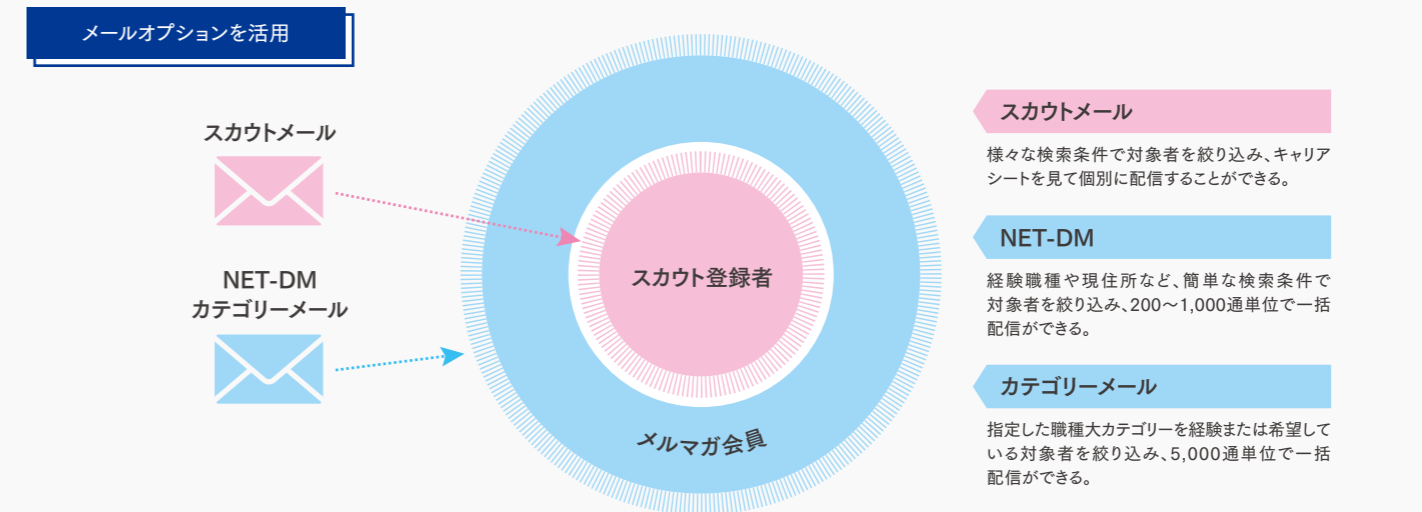 メールオプションを活用
スカウトメール
NET-DM
カテゴリーメール
スカウト登録者
メルマガ会員
スカウトメール
様々な検索条件で対象者を絞り込み、キャリア
シートを見て個別に配信することができる。
NET-DM
経験職種や現住所など、簡単な検索条件で
対象者を絞り込み、200〜1,000通単位で一括
配信ができる。
カテゴリーメール
指定した職種大カテゴリーを経験または希望して
いる対象者を絞り込み、5,000通単位で一括
配信ができる。